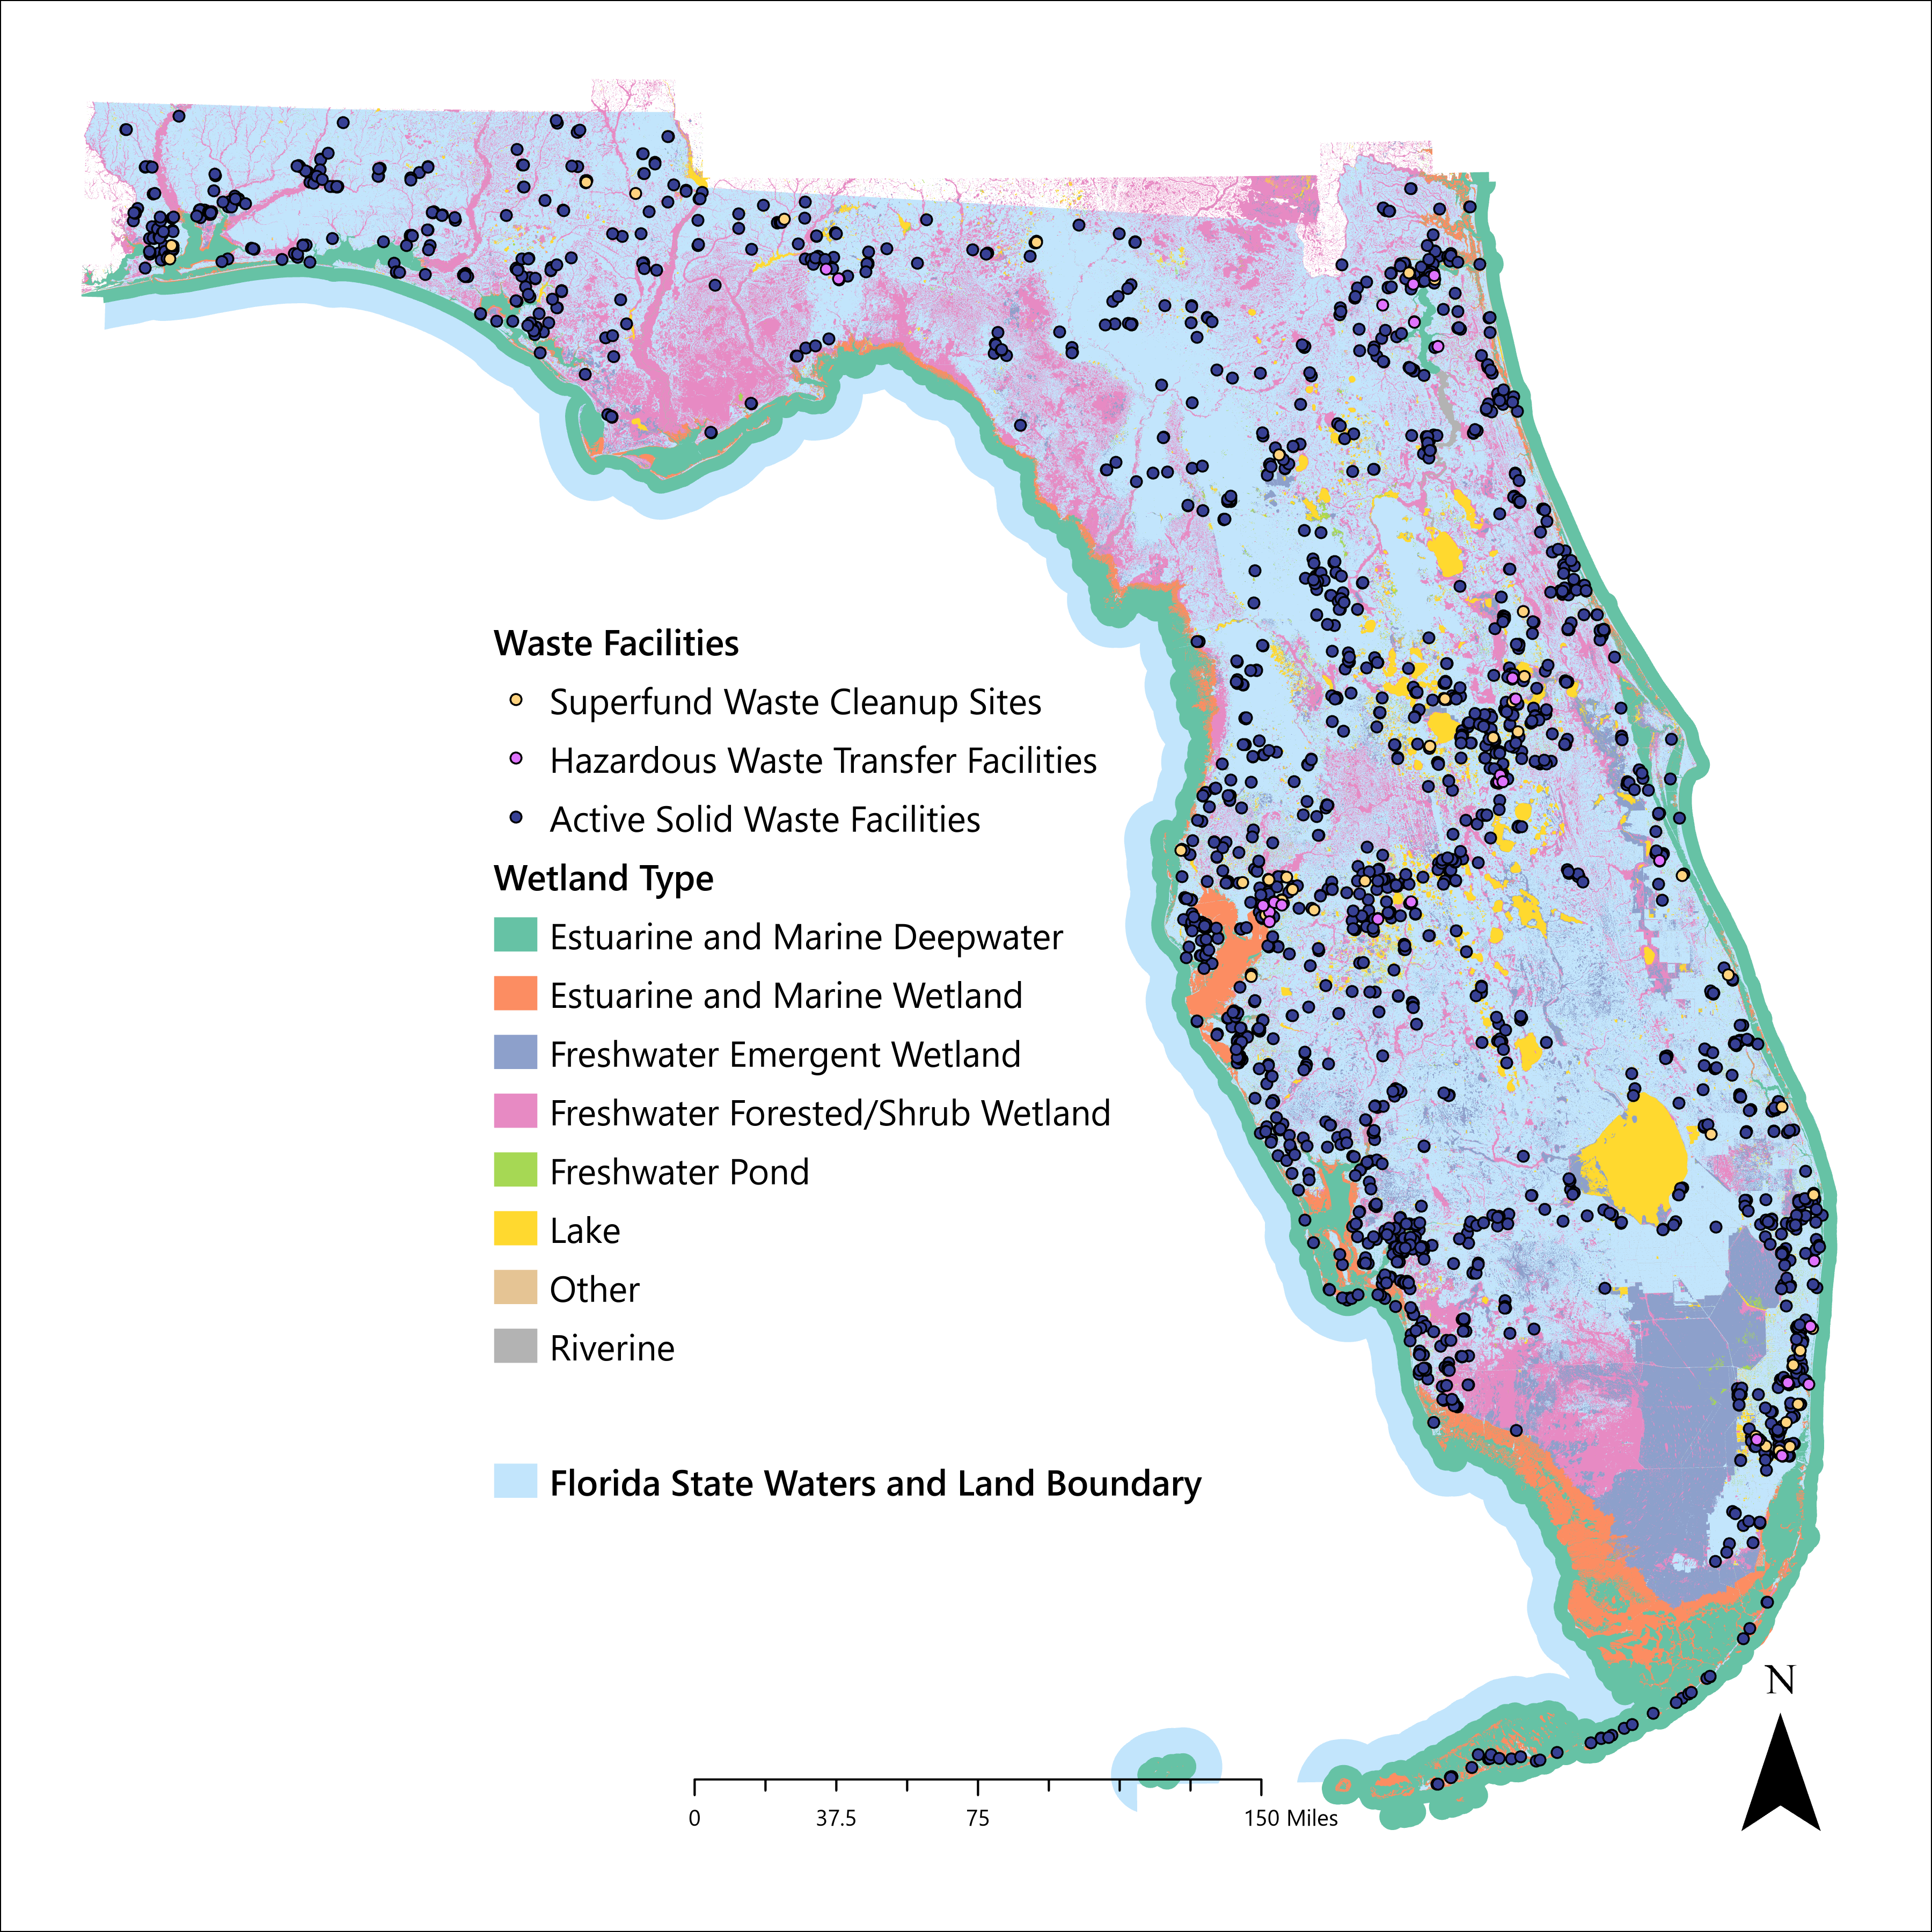 Waste Facilities
Superfund Waste Cleanup Sites
Hazardous Waste Transfer Facilities
Active Solid Waste Facilities
Wetland Type
Estuarine and Marine Deepwater
Estuarine and Marine Wetland
Freshwater Emergent Wetland
Freshwater Forested/Shrub Wetland
Freshwater Pond
Lake
Other
Riverine
Florida State Waters and Land Boundary
N
0 37.5 75 150 Miles